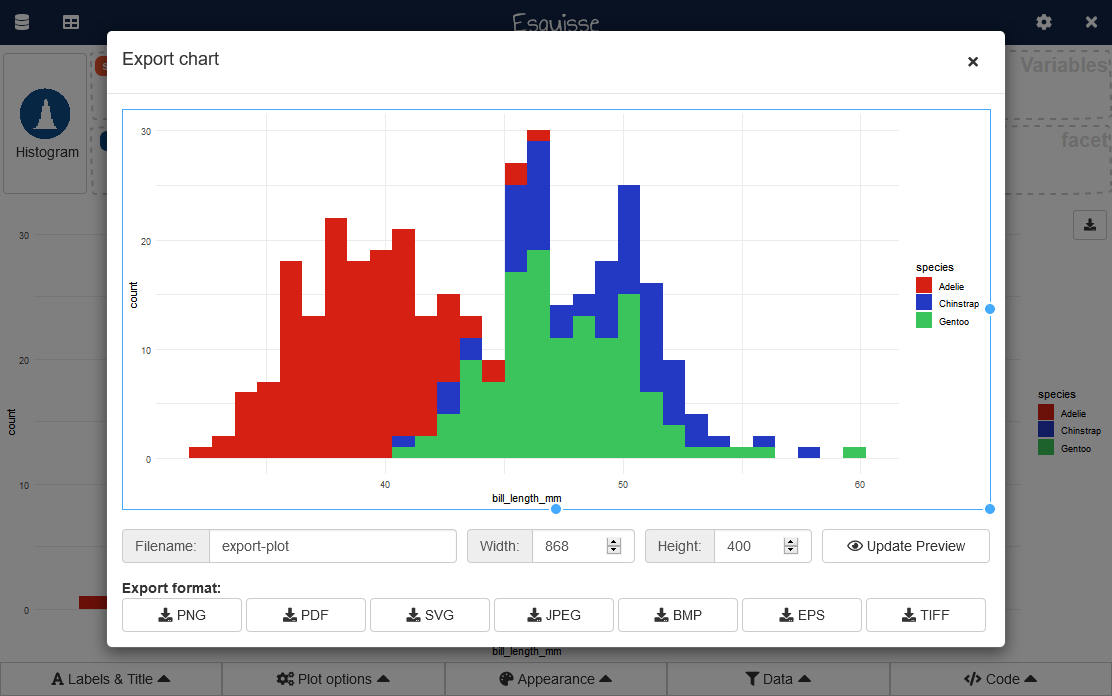 Esquisse
Export chart
×
Variables
facet
Histogram
30
20
10
0
count
40
50
60
bill_length_mm
species
Adelie
Chinstrap
Gentoo
30
20
10
0
count
species
Adelie
Chinstrap
Gentoo
Filename: export-plot Width: 868 Height: 400 Update Preview
Export format:
PNG PDF SVG JPEG BMP EPS TIFF
bill_length_mm
Labels & Title Plot options Appearance Data </> Code